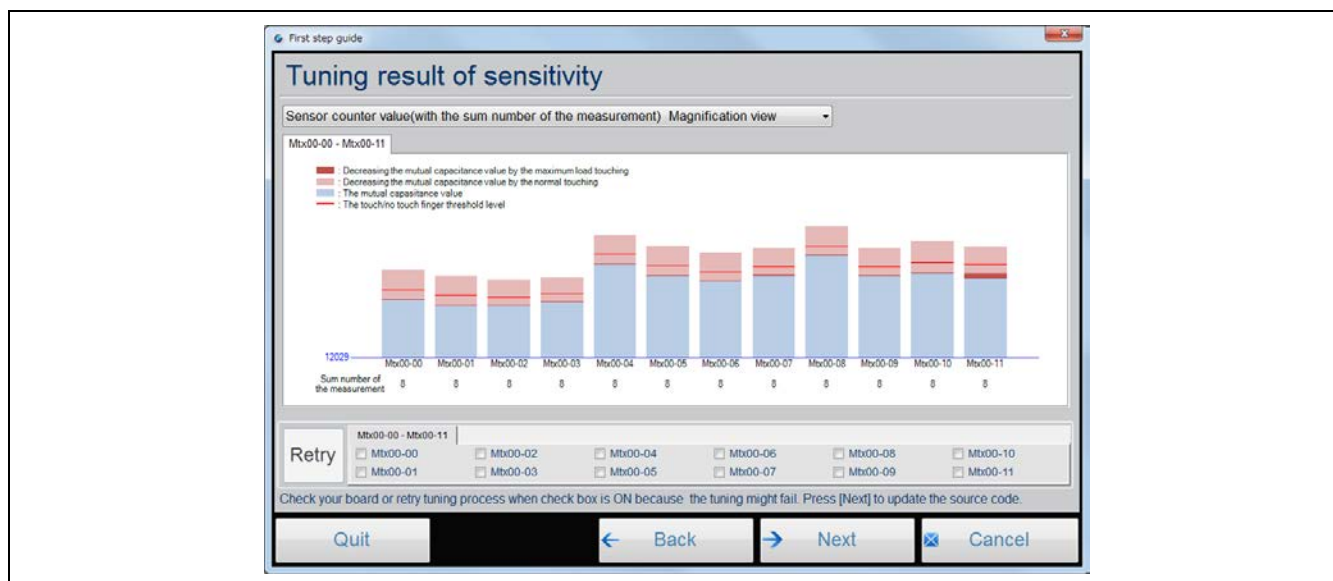 First step guide
Tuning result of sensitivity
Sensor counter value(with the sum number of the measurement) Magnification view
Mtx00-00 - Mtx00-11
: Decreasing the mutual capacitance value by the maximum load touching
: Decreasing the mutual capacitance value by the normal touching
: The mutual capasitance value
: The touch/no touch finger threshold level
12029
Mtx00-00 Mtx00-01 Mtx00-02 Mtx00-03 Mtx00-04 Mtx00-05 Mtx00-06 Mtx00-07 Mtx00-08 Mtx00-09 Mtx00-10 Mtx00-11
Sum number of
the measurement
8 8 8 8 8 8 8 8 8 8 8 8
Mtx00-00 - Mtx00-11
Retry
Mtx00-00 Mtx00-02 Mtx00-04 Mtx00-06 Mtx00-08 Mtx00-10
Mtx00-01 Mtx00-03 Mtx00-05 Mtx00-07 Mtx00-09 Mtx00-11
Check your board or retry tuning process when check box is ON because the tuning might fail. Press [Next] to update the source code.
Quit Back Next Cancel